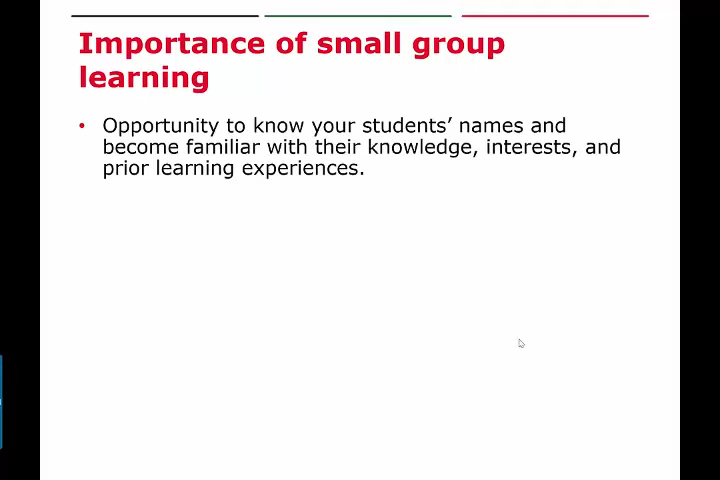 Importance of small group
learning
• Opportunity to know your students’ names and
become familiar with their knowledge, interests, and
prior learning experiences.